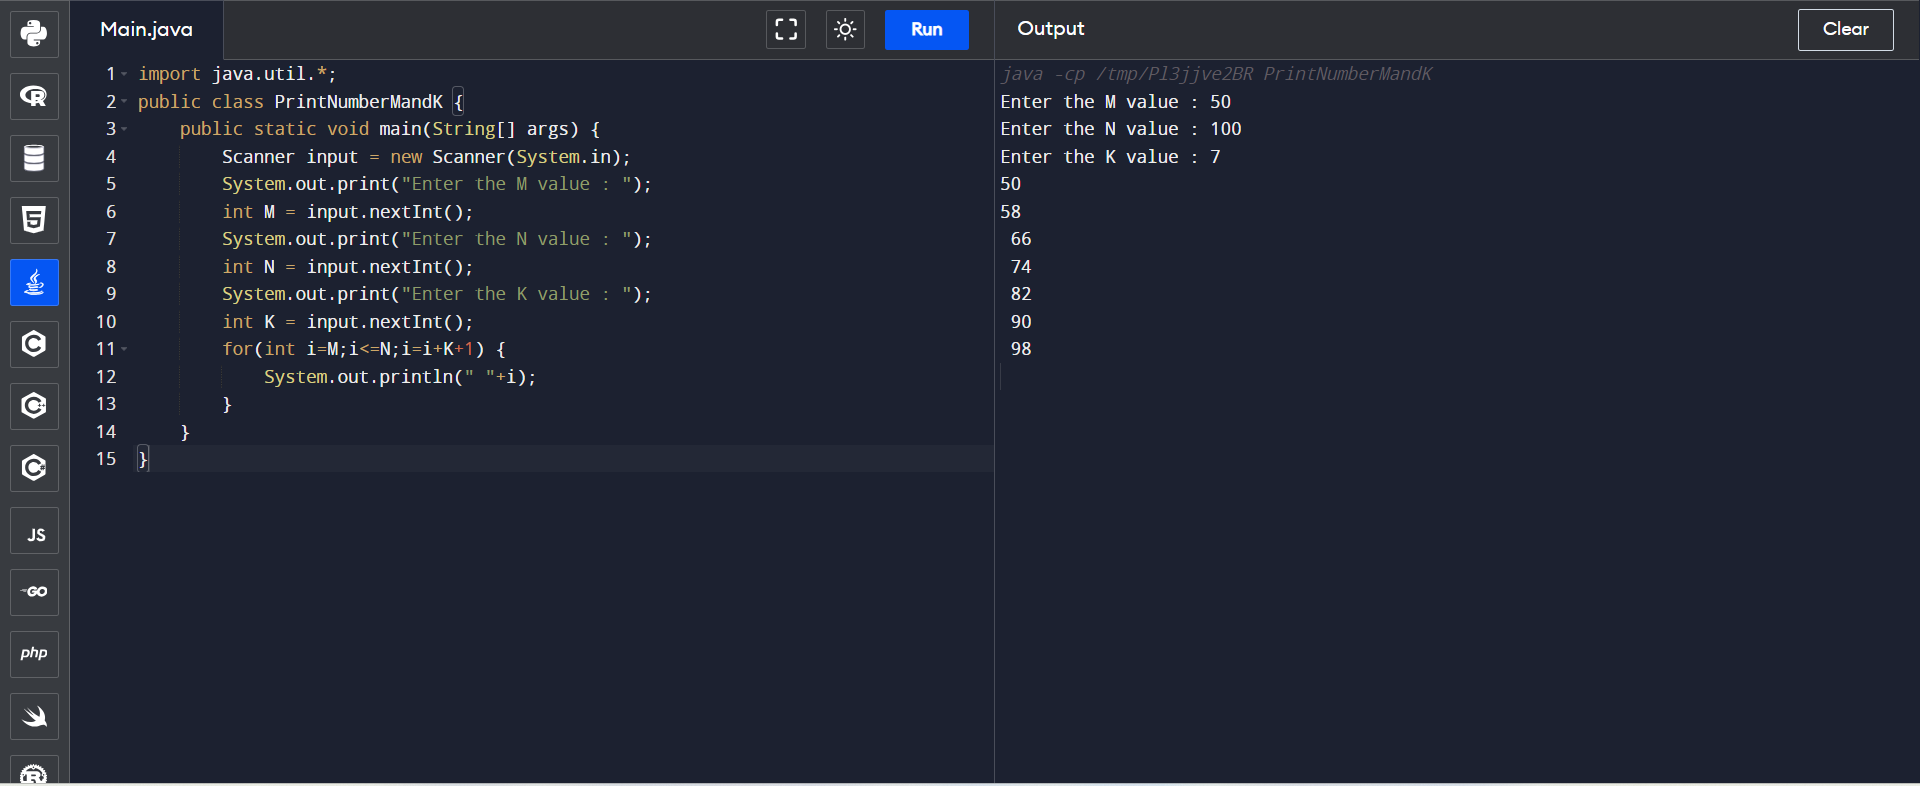 Main.java
Run
Output
Clear
1 import java.util.*;
2 public class PrintNumberMandK {
3 public static void main(String[] args) {
4 Scanner input = new Scanner(System.in);
5 System.out.print("Enter the M value : ");
6 int M = input.nextInt();
7 System.out.print("Enter the N value : ");
8 int N = input.nextInt();
9 System.out.print("Enter the K value : ");
10 int K = input.nextInt();
11 for(int i=M;i<=N;i=i+K+1) {
12 System.out.println(" "+i);
13 }
14 }
15 }
java -cp /tmp/Pl3jjve2BR PrintNumberMandK
Enter the M value : 50
Enter the N value : 100
Enter the K value : 7
50
58
66
74
82
90
98
R
5
C
C
C
JS
GO
php
R